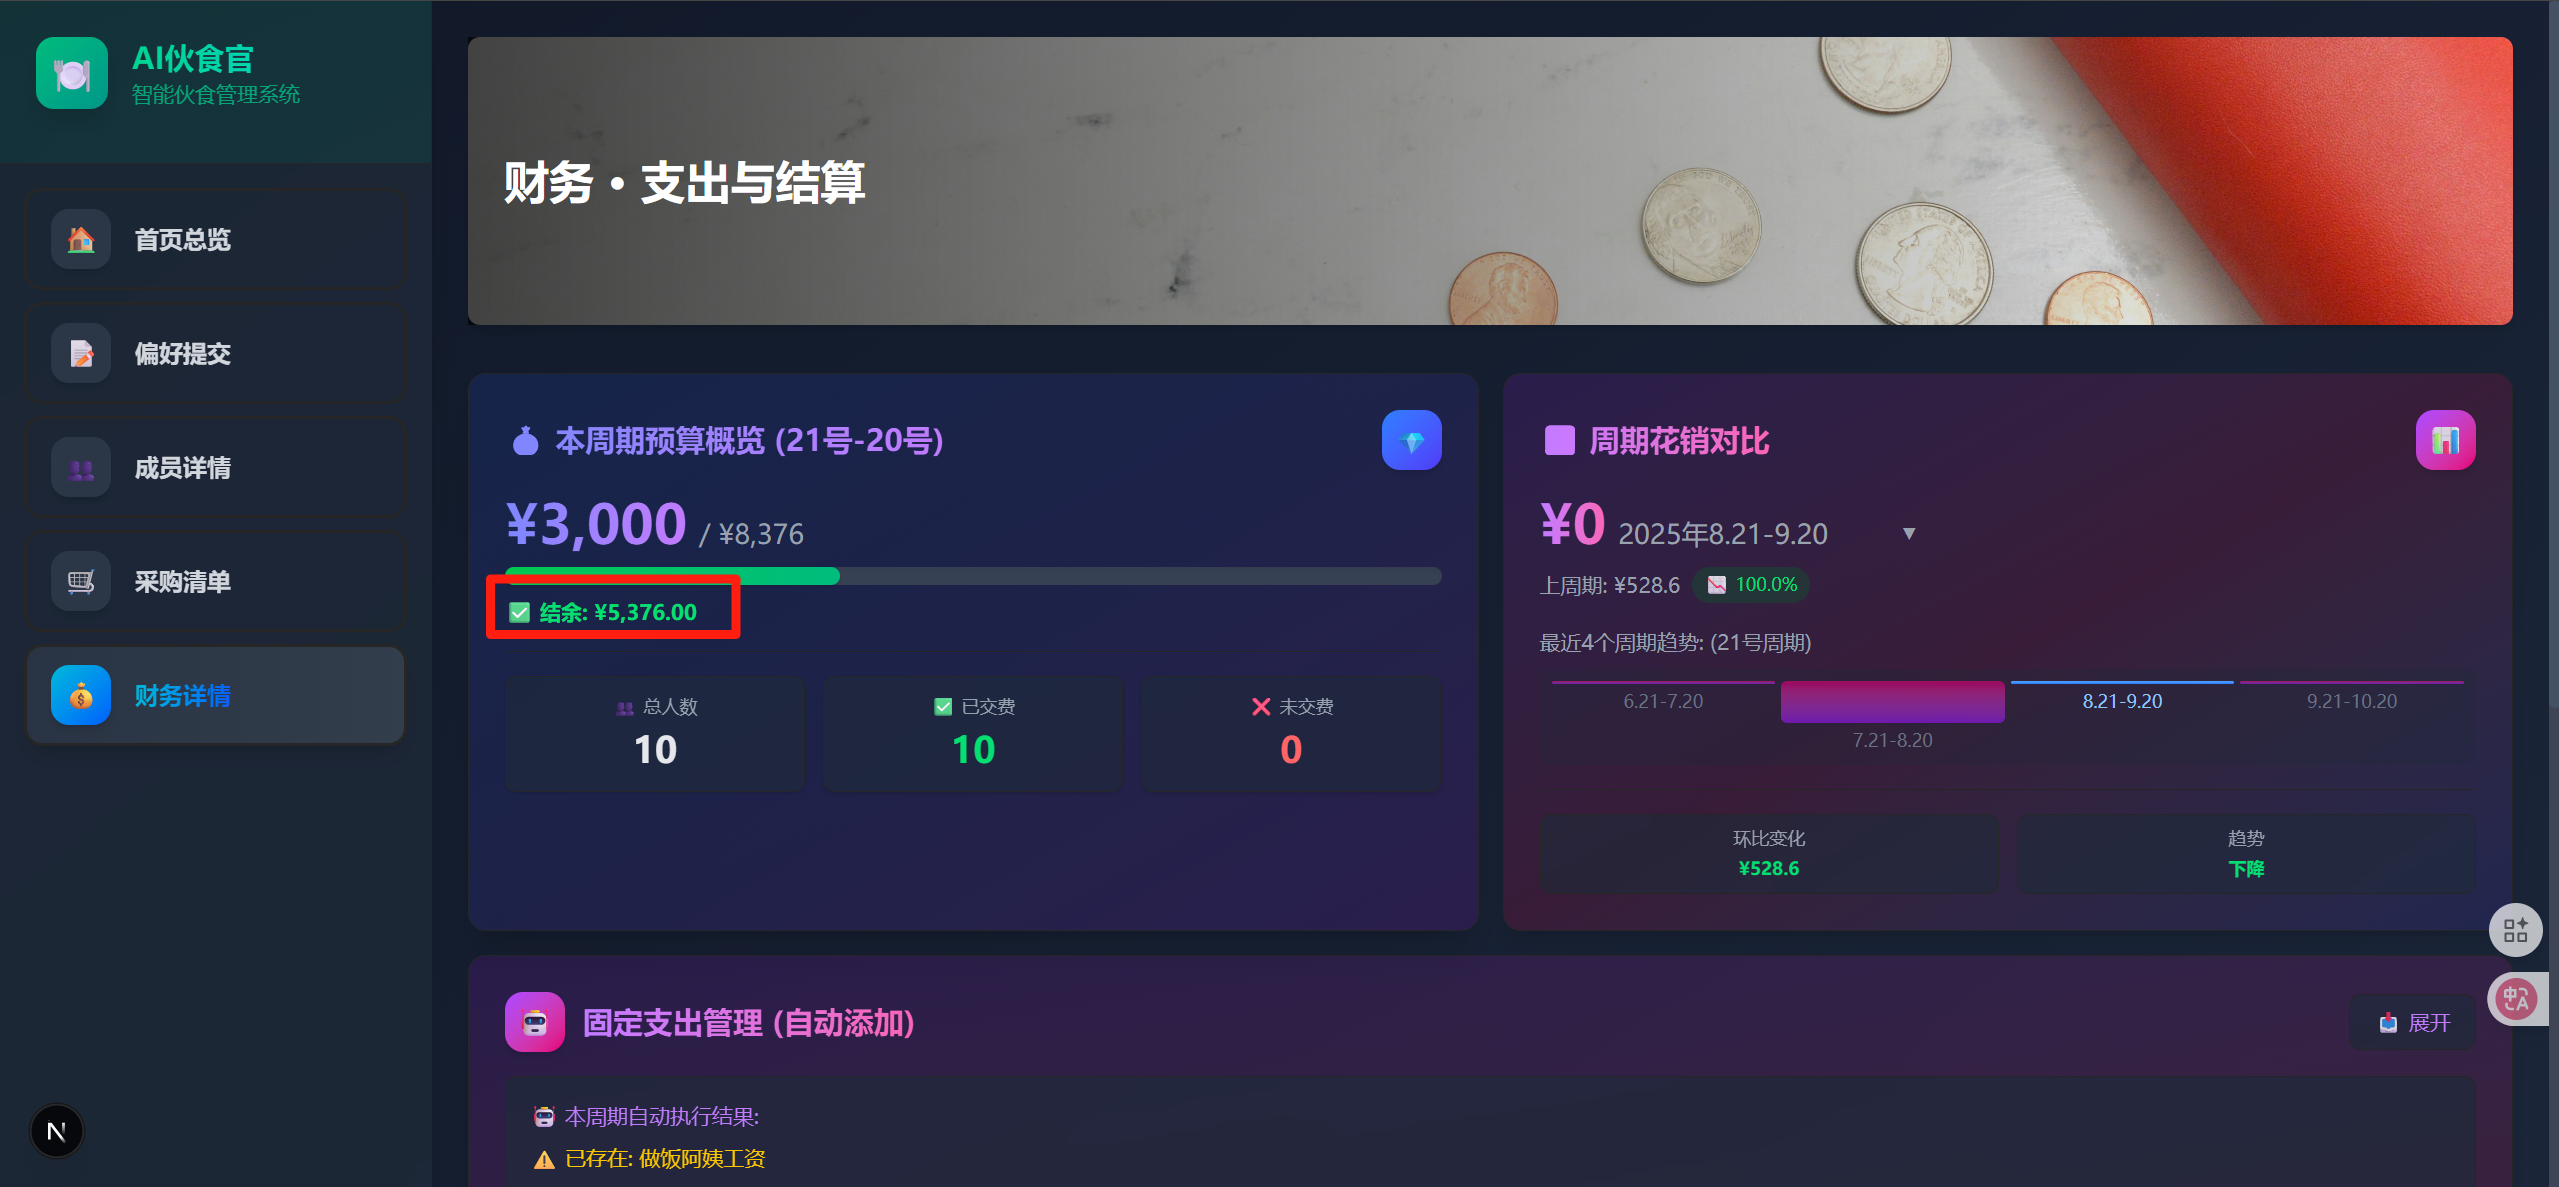 AI伙食官
智能伙食管理系统
首页总览
偏好提交
成员详情
采购清单
财务详情
N
财务・支出与结算
本周期预算概览 (21号-20号)
¥3,000 / ¥8,376
结余: ¥5,376.00
总人数
10
已交费
10
未交费
0
周期花销对比
¥0 2025年8.21-9.20 ▼
上周期: ¥528.6 100.0%
最近4个周期趋势: (21号周期)
6.21-7.20
7.21-8.20
8.21-9.20
9.21-10.20
环比变化
¥528.6
趋势
下降
固定支出管理 (自动添加)
展开
本周期自动执行结果:
已存在: 做饭阿姨工资
中A